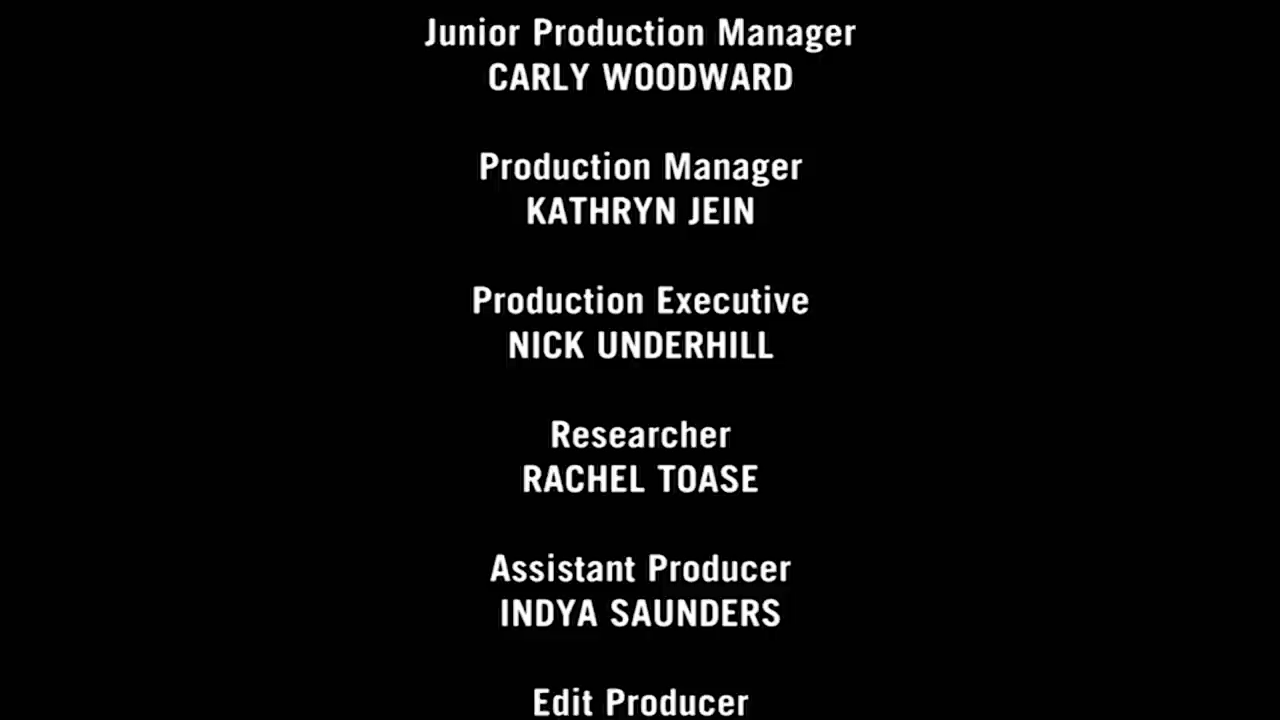 Junior Production Manager
CARLY WOODWARD
Production Manager
KATHRYN JEIN
Production Executive
NICK UNDERHILL
Researcher
RACHEL TOASE
Assistant Producer
INDYA SAUNDERS
Edit Producer